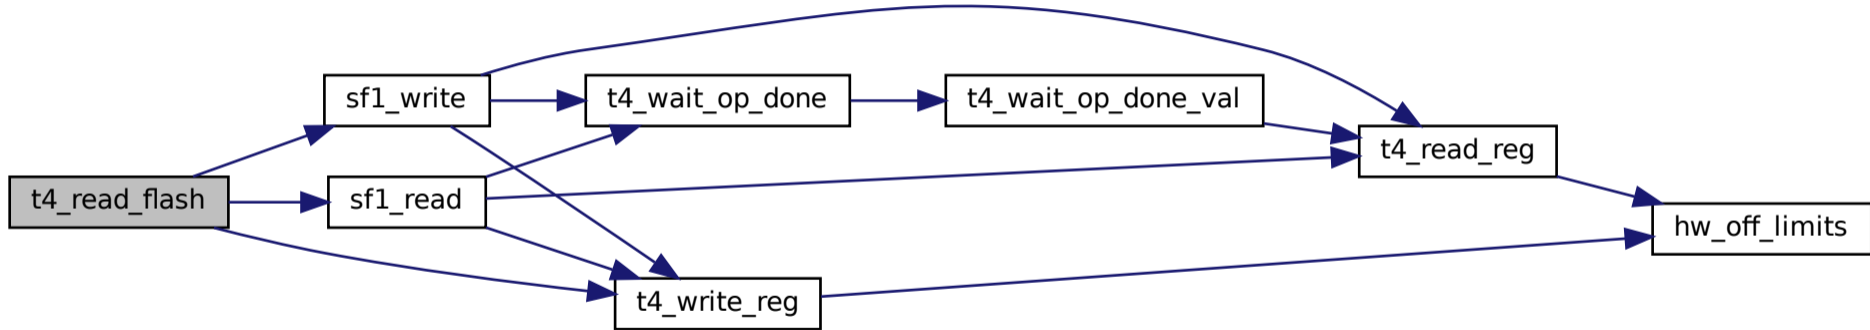 t4_read_flash
sf1_write
sf1_read
t4_wait_op_done
t4_write_reg
t4_wait_op_done_val
t4_read_reg
hw_off_limits